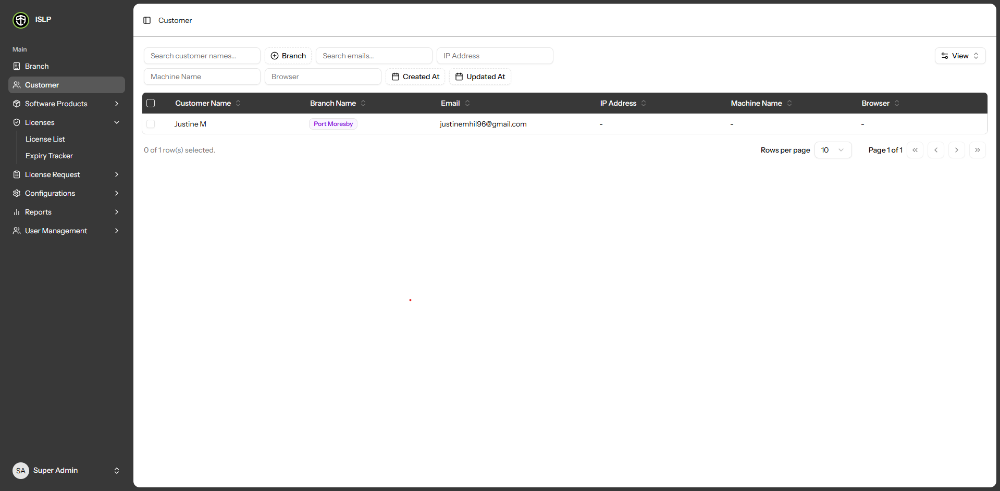 ISLP
Main
Branch
Customer
Software Products
Licenses
License List
Expiry Tracker
License Request
Configurations
Reports
User Management
SA Super Admin
Customer
Search customer names... Branch Search emails... IP Address View
Machine Name Browser Created At Updated At
Customer Name Branch Name Email IP Address Machine Name Browser
Justine M Port Moresby justinemhil96@gmail.com - - -
0 of 1 row(s) selected. Rows per page 10 Page 1 of 1